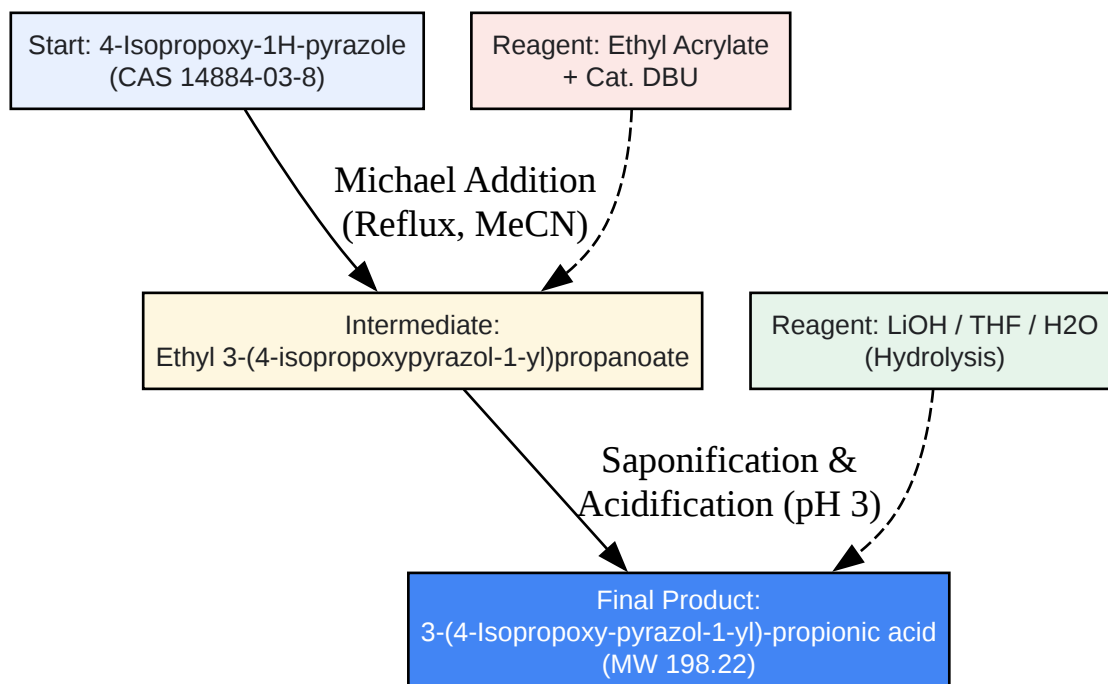 Start: 4-Isopropoxy-1H-pyrazole
(CAS 14884-03-8)
Reagent: Ethyl Acrylate
+ Cat. DBU
Michael Addition
(Reflux, MeCN)
Intermediate:
Ethyl 3-(4-isopropoxypyrazol-1-yl)propanoate
Reagent: LiOH / THF / H2O
(Hydrolysis)
Saponification &
Acidification (pH 3)
Final Product:
3-(4-Isopropoxy-pyrazol-1-yl)-propionic acid
(MW 198.22)